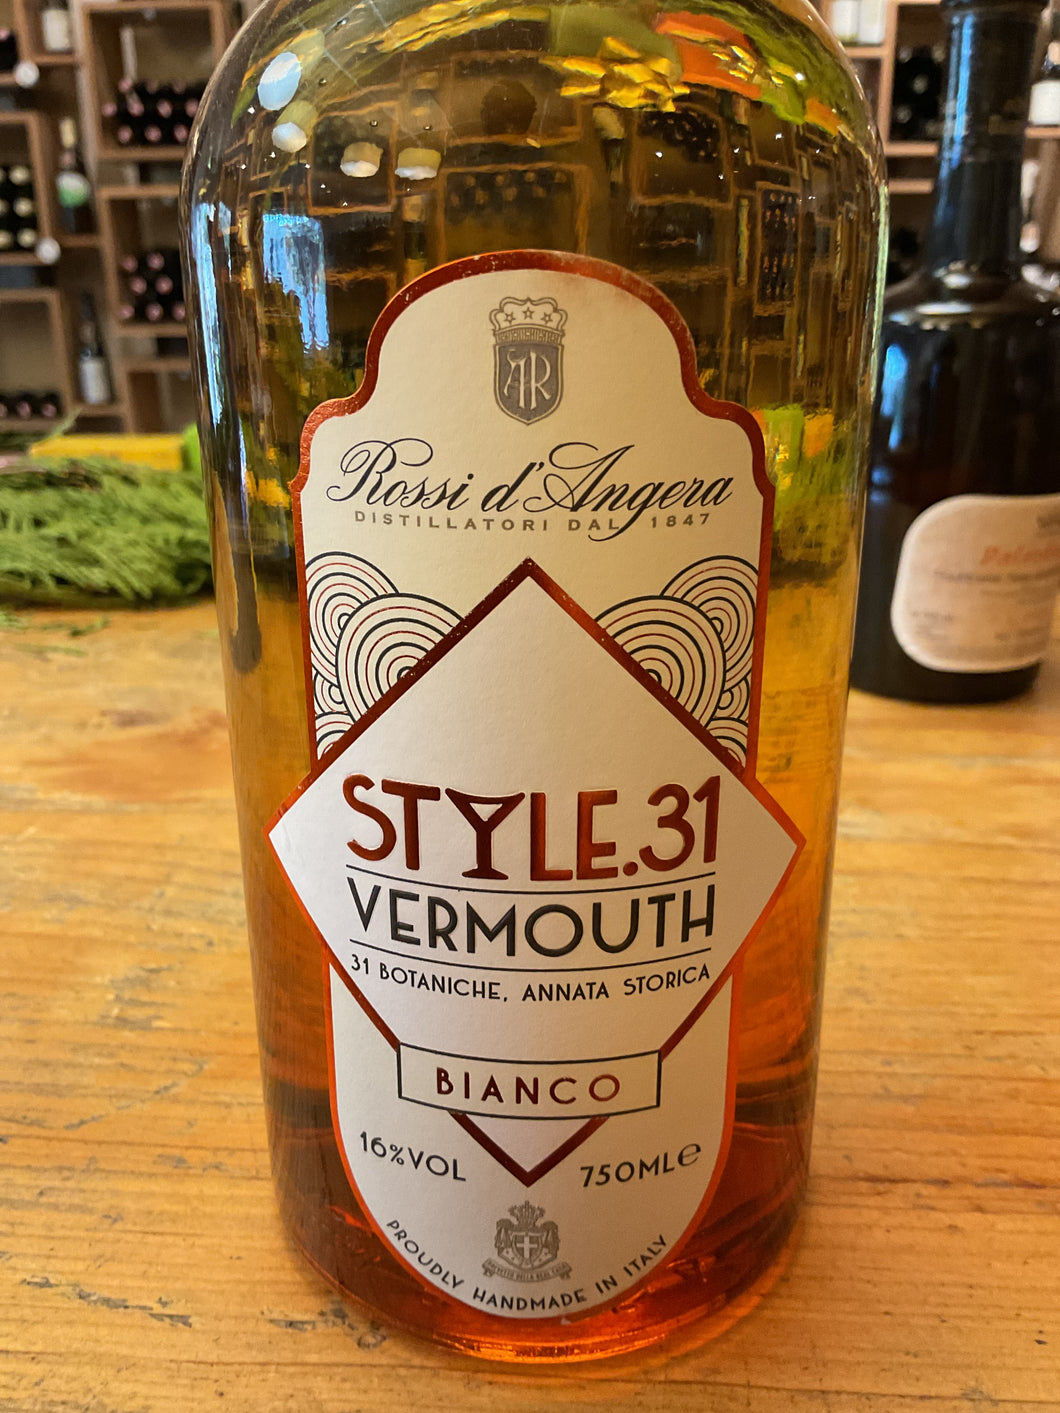 AR
Rossi d'Angera
DISTILLATORI DAL 1847
STYLE.31
VERMOUTH
31 BOTANICHE, ANNATA STORICA
BIANCO
16%VOL
750ML℮
PROUDLY HANDMADE IN ITALY